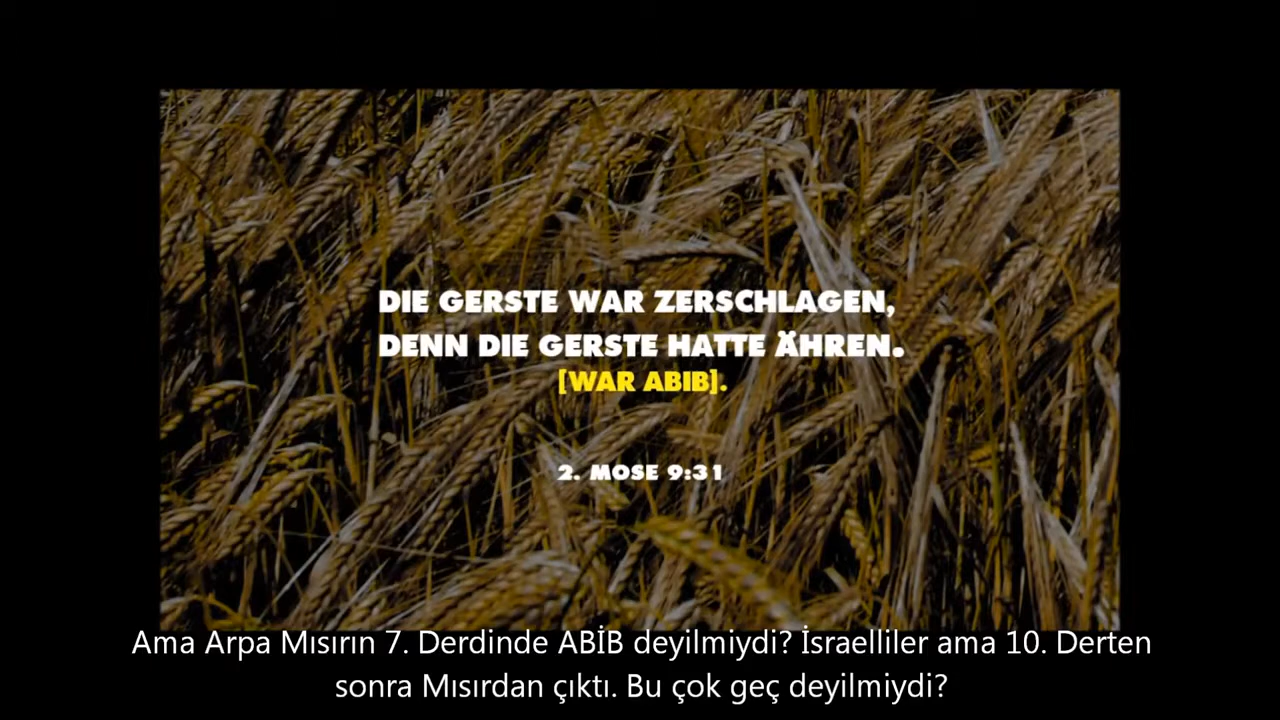 DIE GERSTE WAR ZERSCHLAGEN,
DENN DIE GERSTE HATTE ÄHREN.
[WAR ABIB].
2. MOSE 9:31
Ama Arpa Mısırın 7. Derdinde ABİB deyilmiydi? İsraelliler ama 10. Derten
sonra Mısırdan çıktı. Bu çok geç deyilmiydi?